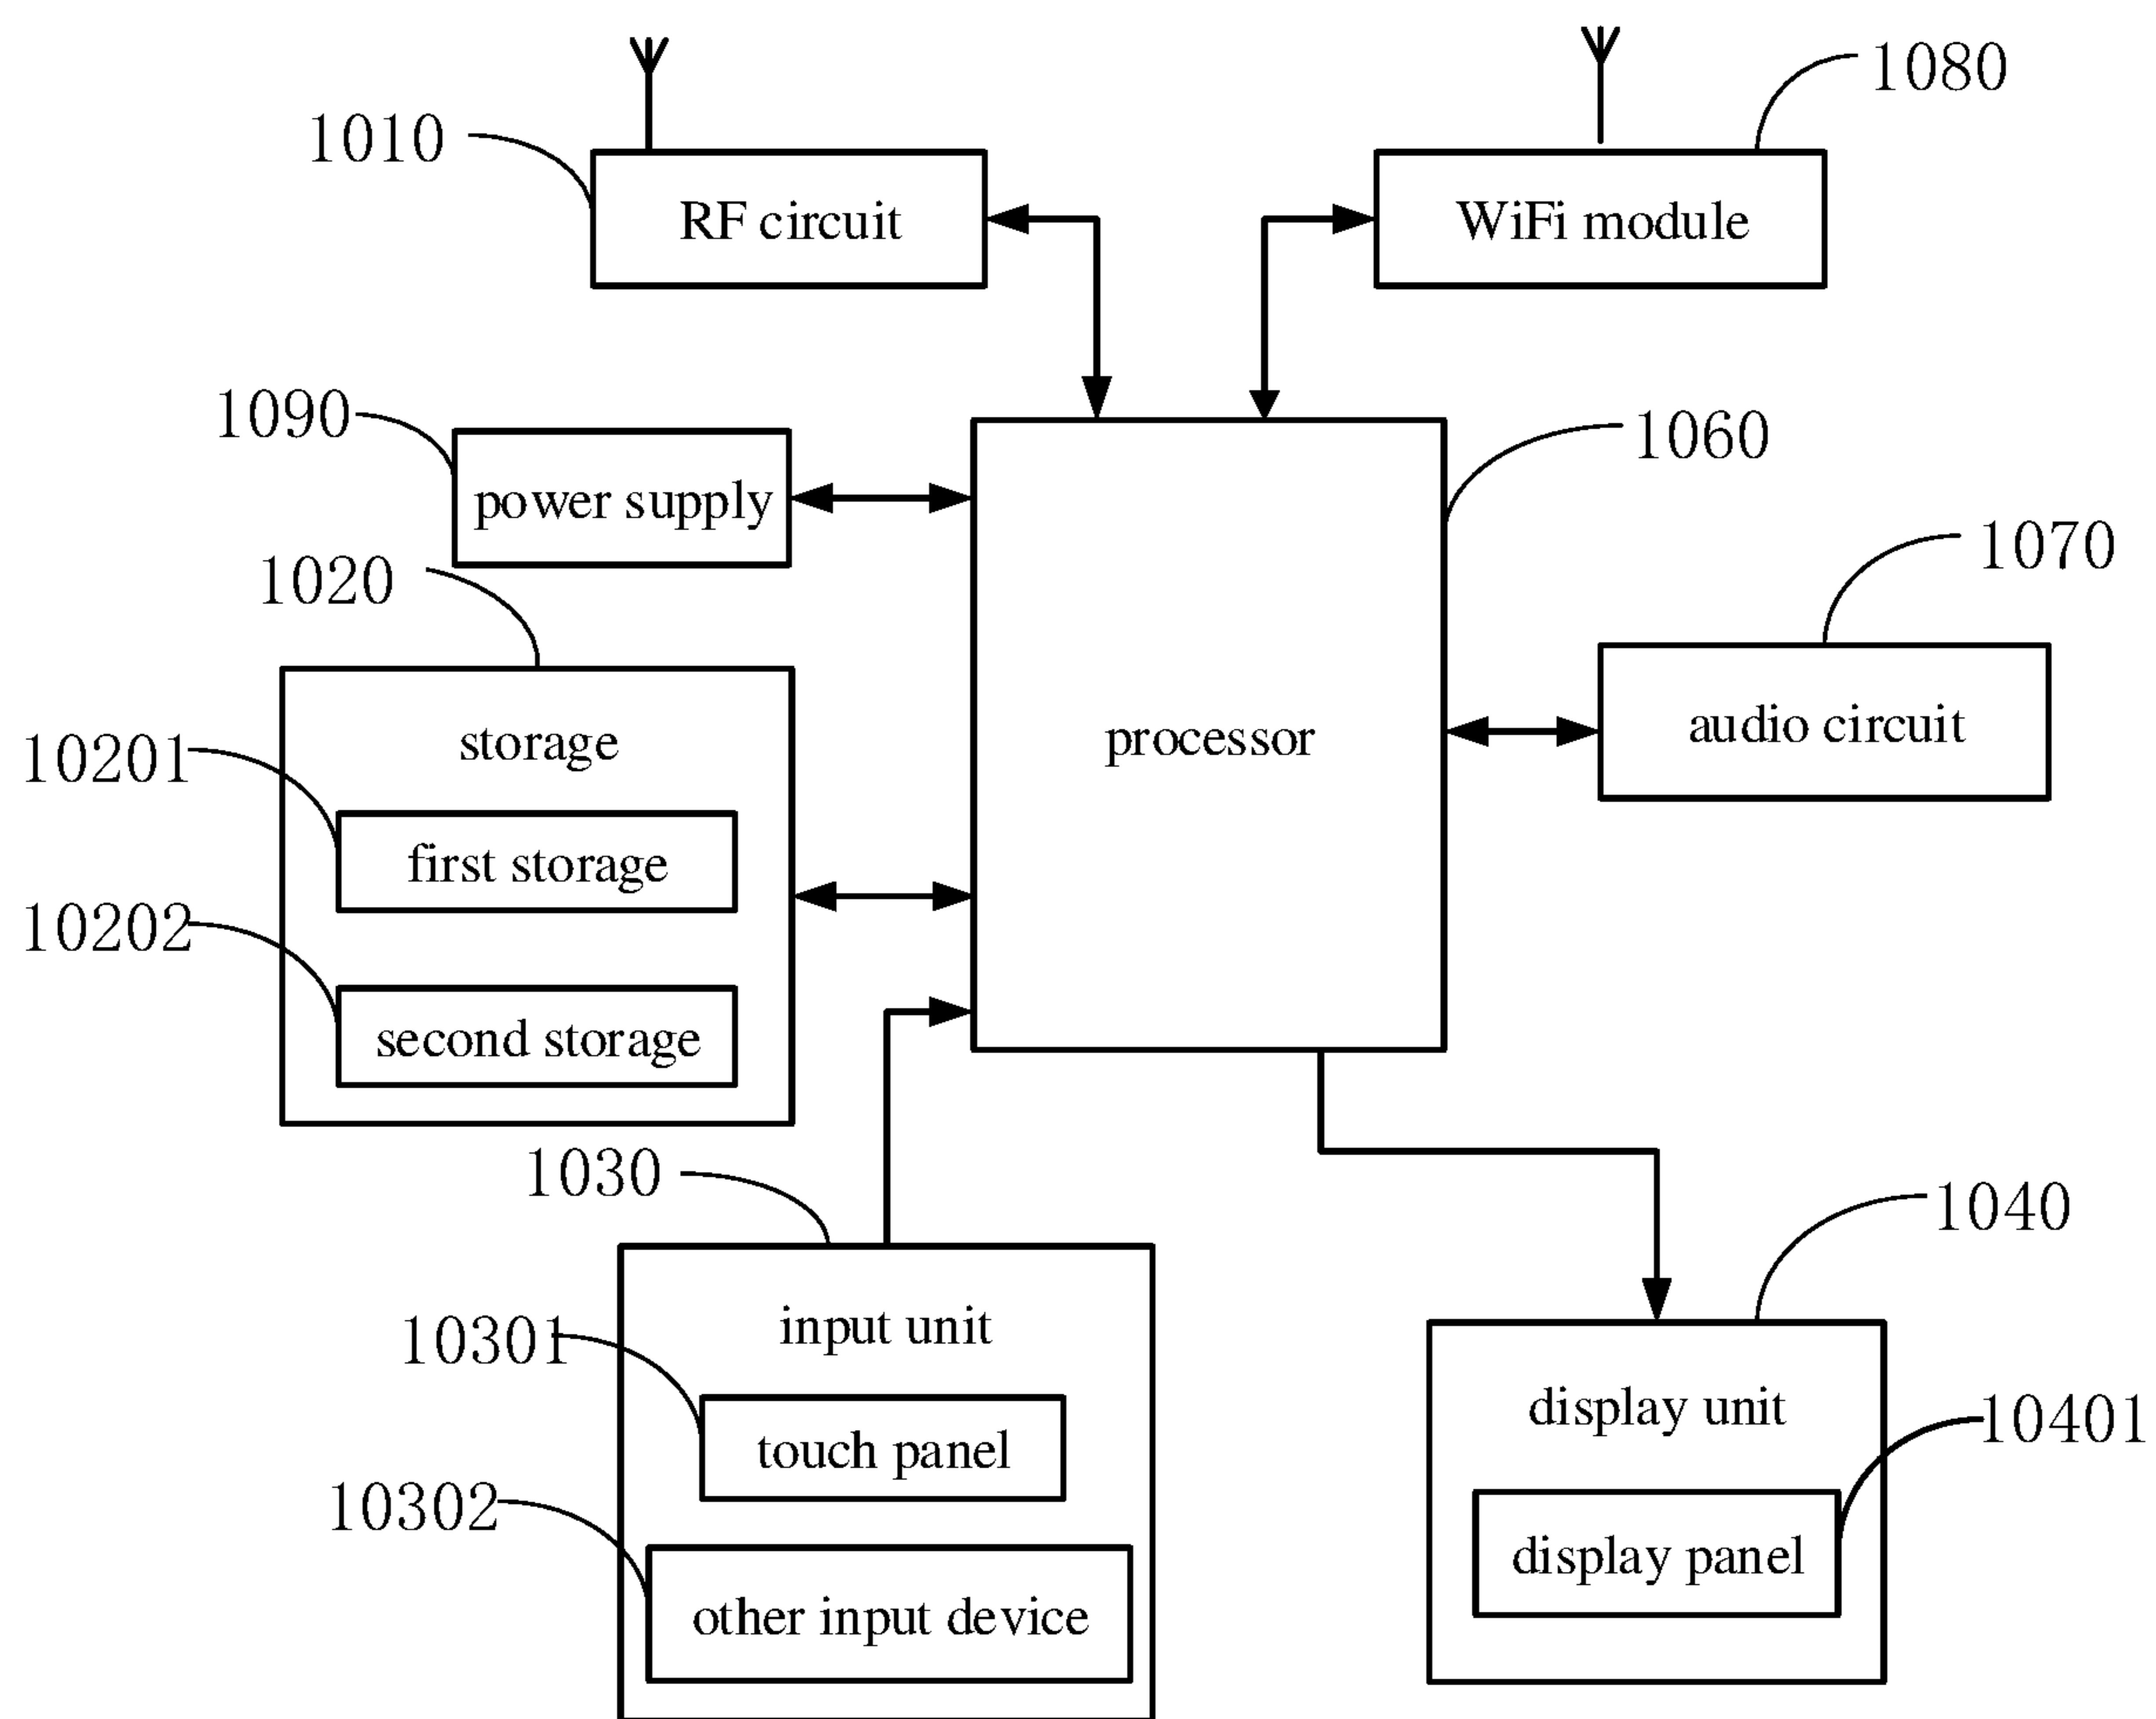 1080
1010
RF circuit
WiFi module
1090
1060
power supply
1070
1020
storage
processor
audio circuit
10201
first storage
10202
second storage
1030
1040
input unit
10301
display unit
10401
touch panel
10302
display panel
other input device